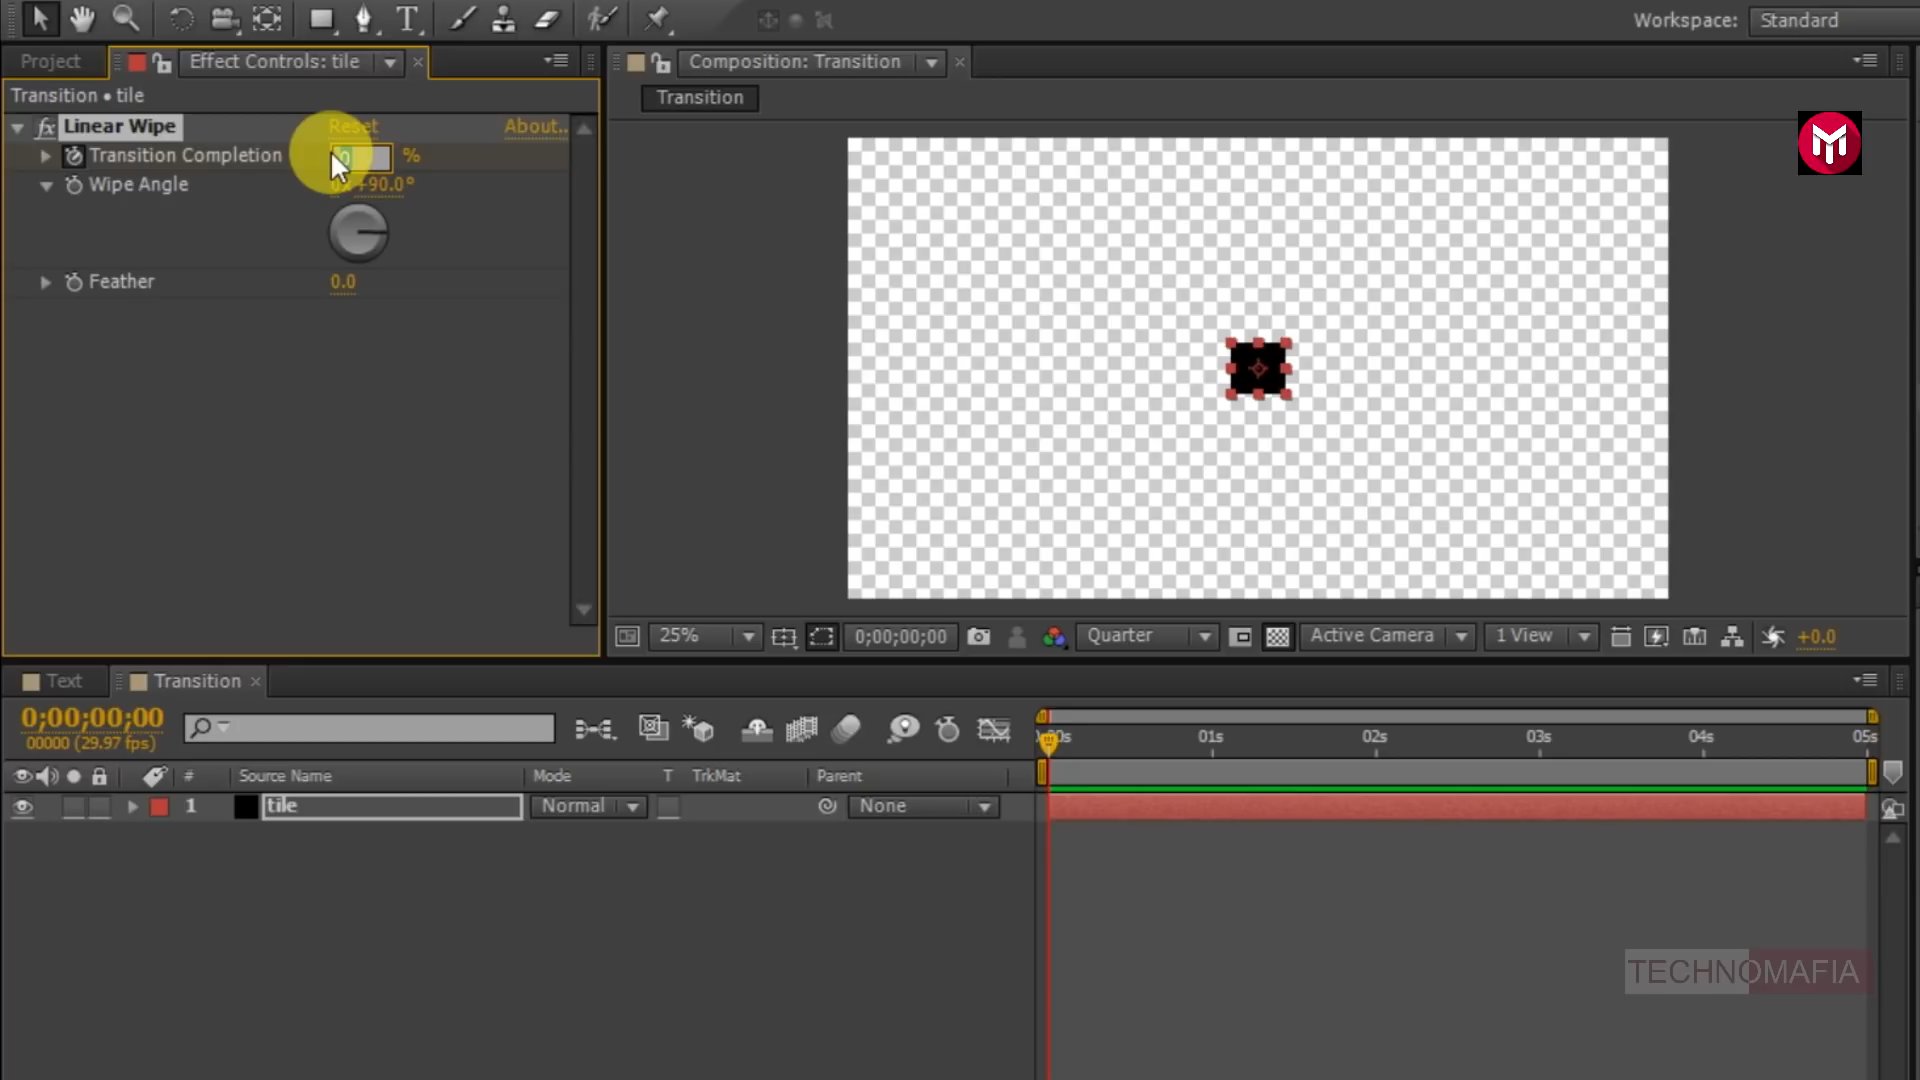 Workspace: Standard
Project
Effect Controls: tile
Composition: Transition
Transition • tile
Transition
fx Linear Wipe Reset About..
Transition Completion 0 %
Wipe Angle 0x +90.0°
Feather 0.0
25%
0;00;00;00
Quarter
Active Camera
1 View
+0.0
Text
Transition
0;00;00;00
00000 (29.97 fps)
01s 02s 03s 04s 05s
# Source Name Mode T TrkMat Parent
1 tile Normal None
TECHNOMAFIA